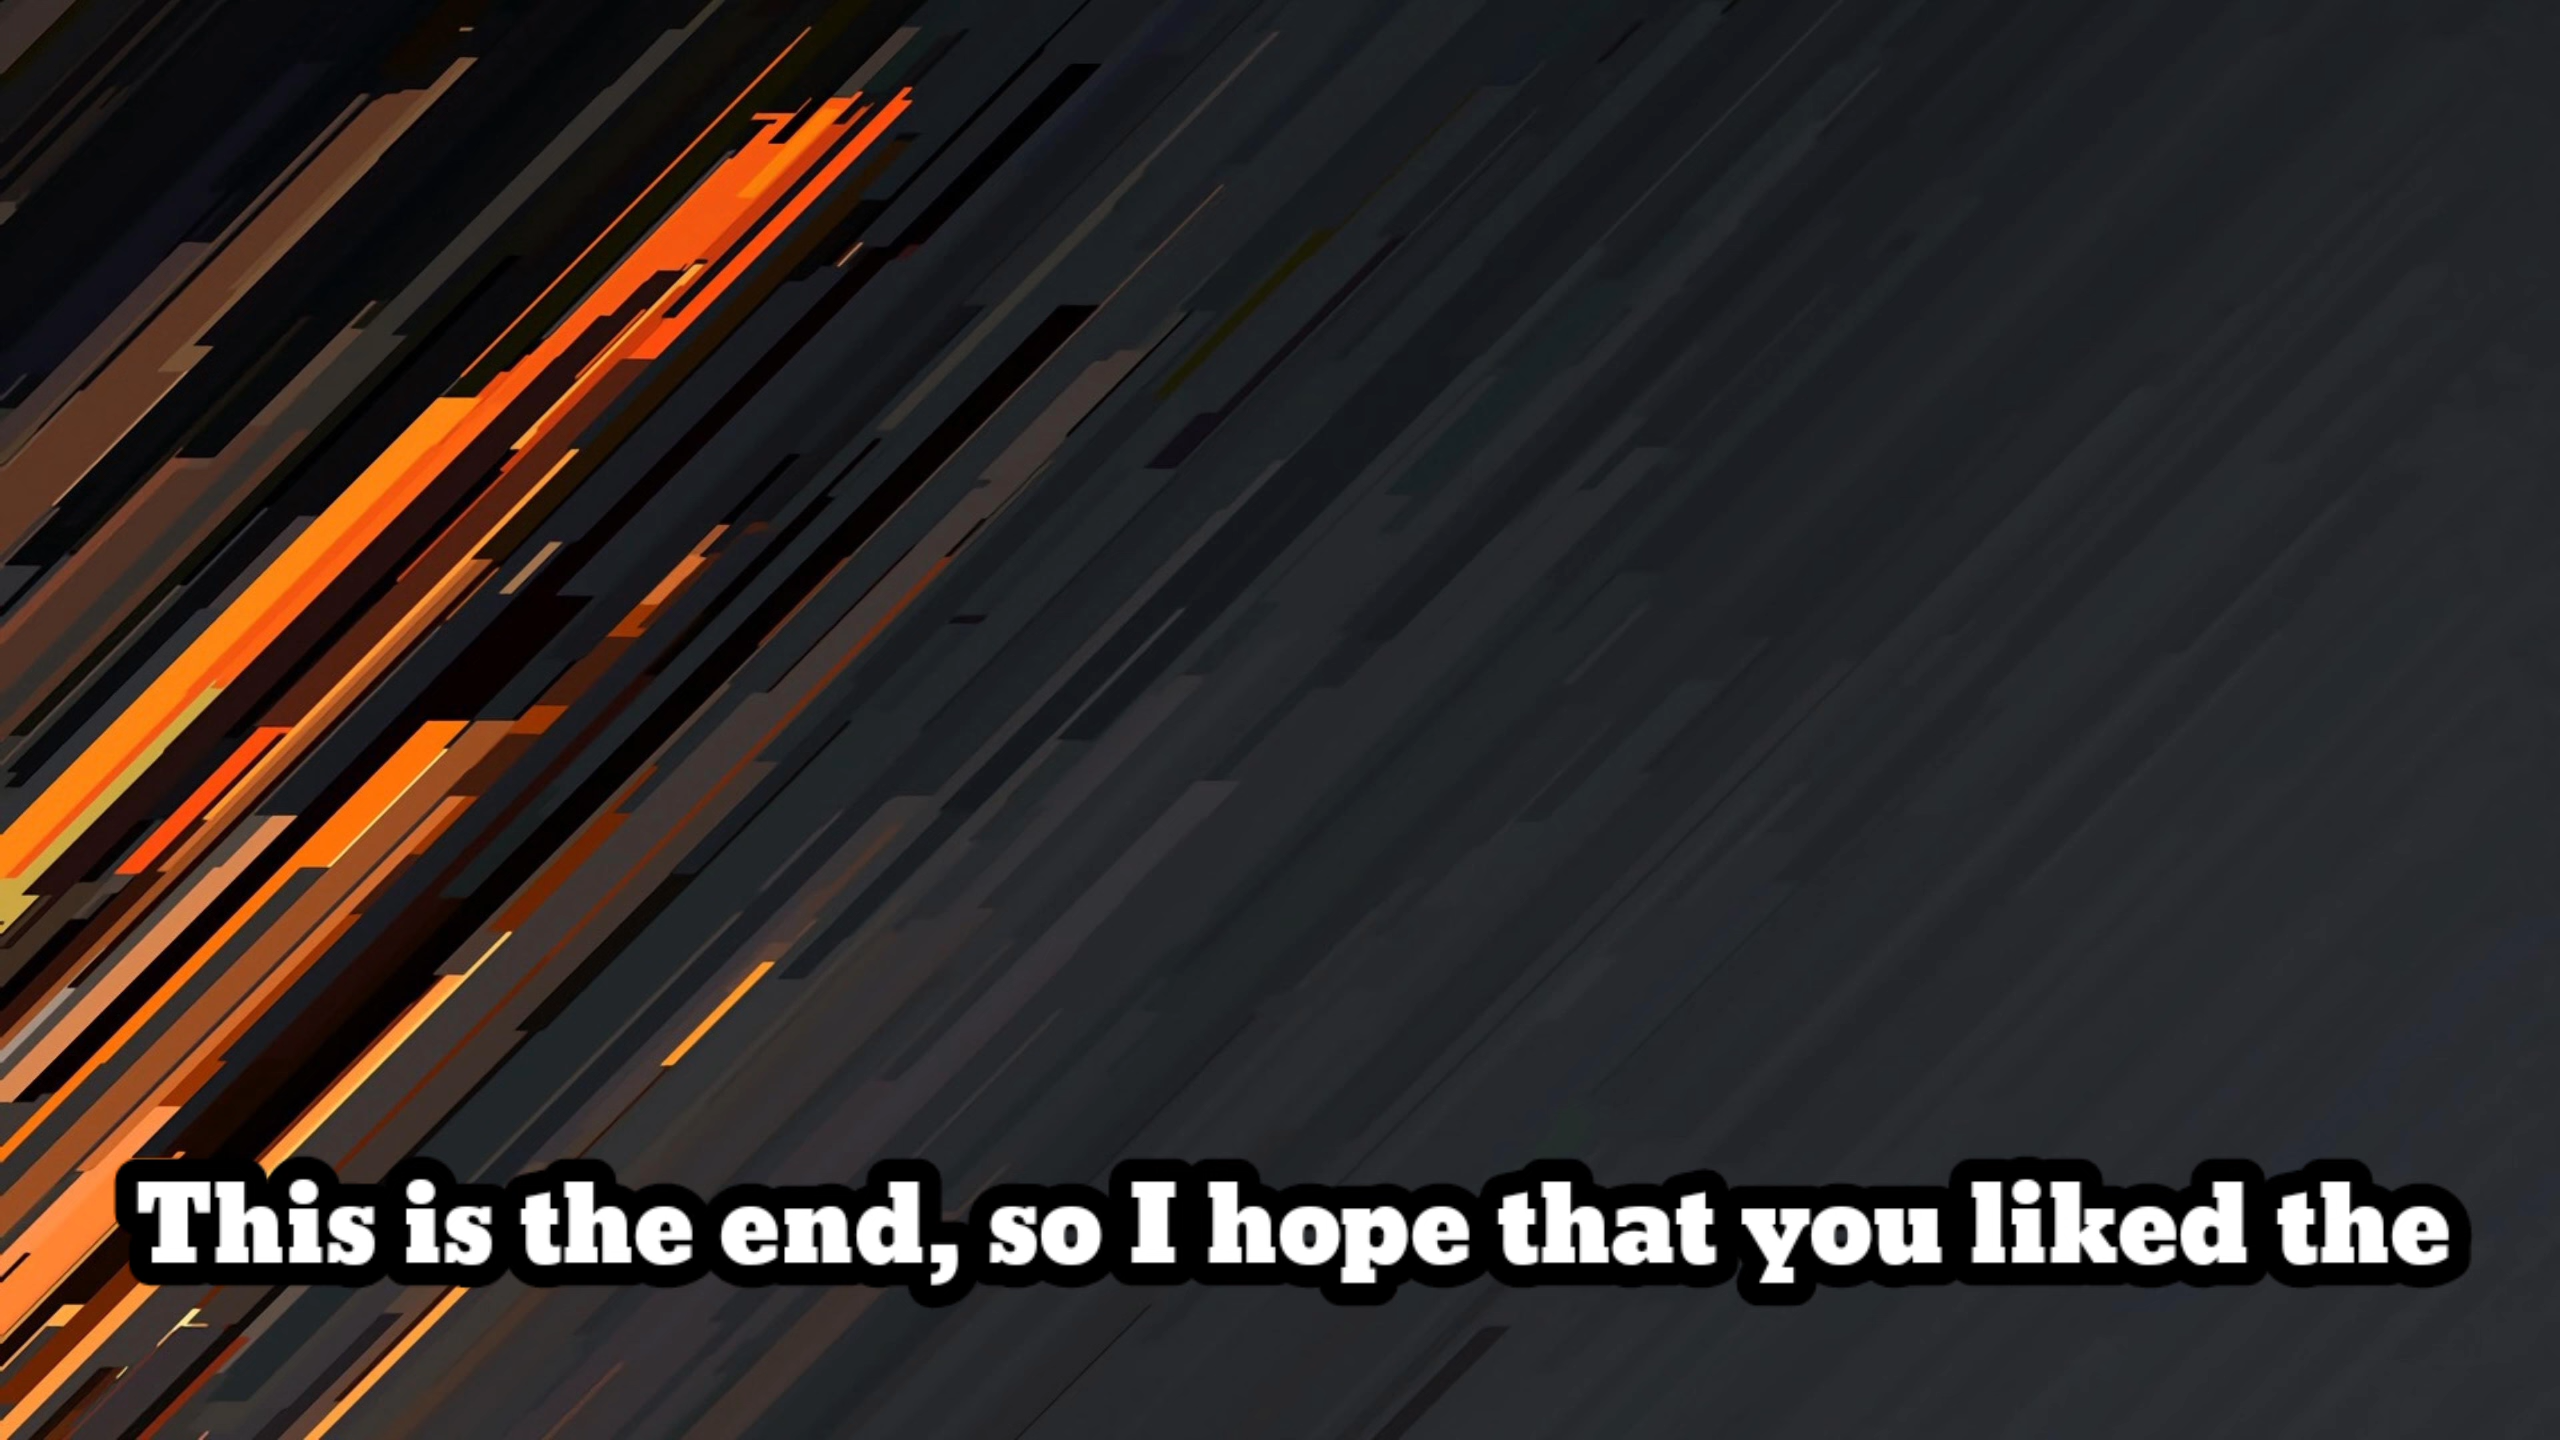 This is the end, so I hope that you liked the